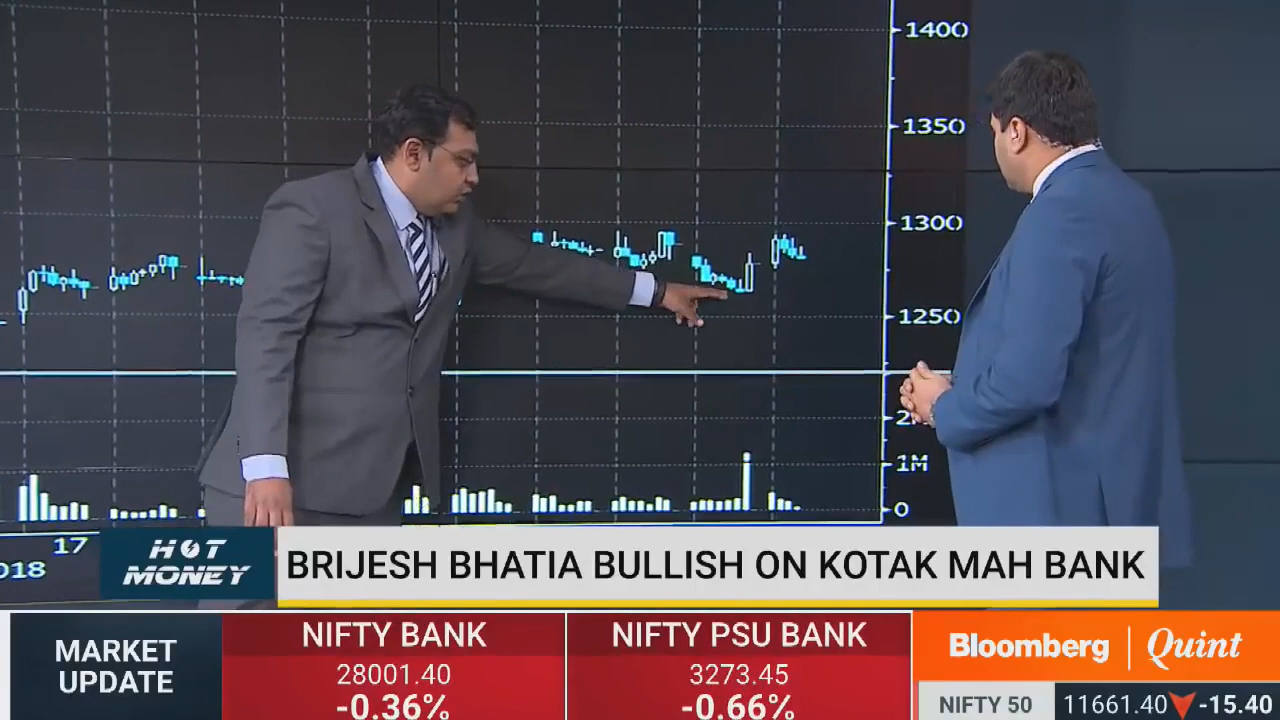 1400
1350
1300
1250
1M
0
17
018
HOT
MONEY
BRIJESH BHATIA BULLISH ON KOTAK MAH BANK
MARKET
UPDATE
NIFTY BANK
28001.40
-0.36%
NIFTY PSU BANK
3273.45
-0.66%
Bloomberg | Quint
NIFTY 50
11661.40
-15.40